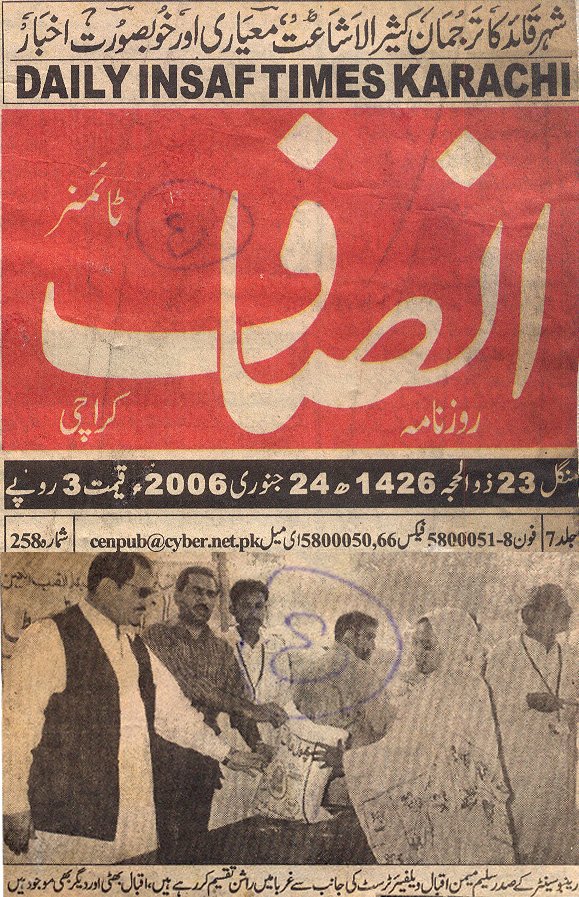 شہر قائد کا ترجمان کثیر الاشاعت، معیاری اور خوبصورت اخبار
DAILY INSAF TIMES KARACHI
انصاف
ٹائمنر
روزنامہ
کراچی
منگل 23 ذوالحجہ 1426ھ 24 جنوری 2006ء قیمت 3 روپے
جلد 7 فون 8-5800051 فیکس 5800050,66 ای میل cenpub@cyber.net.pk شمارہ 258
رینبو سینٹر کے صدر سلیم میمن اقبال ویلفیئر ٹرسٹ کی جانب سے غربا میں راشن تقسیم کر رہے ہیں، اقبال بھٹی اور دیگر بھی موجود ہیں